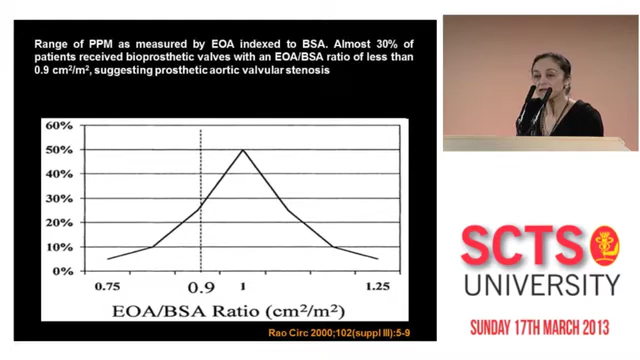 Range of PPM as measured by EOA indexed to BSA. Almost 30% of
patients received bioprosthetic valves with an EOA/BSA ratio of less than
0.9 cm²/m², suggesting prosthetic aortic valvular stenosis
60%
50%
40%
30%
20%
10%
0%
0.75
0.9
1
1.25
EOA/BSA Ratio (cm²/m²)
Rao Circ 2000;102(suppl III):5-9
SCTS
UNIVERSITY
SUNDAY 17TH MARCH 2013